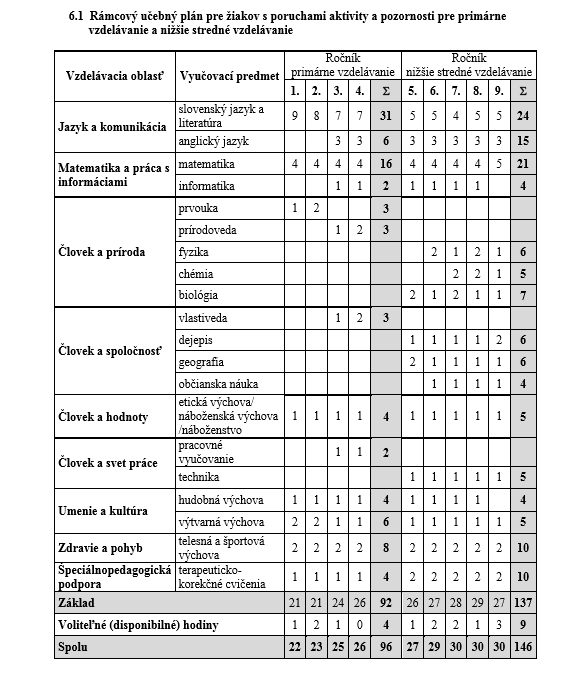 6.1 Rámcový učebný plán pre žiakov s poruchami aktivity a pozornosti pre primárne
vzdelávanie a nižšie stredné vzdelávanie
Vzdelávacia oblasť Vyučovací predmet Ročník primárne vzdelávanie Ročník nižšie stredné vzdelávanie
1. 2. 3. 4. Σ 5. 6. 7. 8. 9. Σ
Jazyk a komunikácia slovenský jazyk a literatúra 9 8 7 7 31 5 5 4 5 5 24
anglický jazyk 3 3 6 3 3 3 3 3 15
Matematika a práca s informáciami matematika 4 4 4 4 16 4 4 4 4 5 21
informatika 1 1 2 1 1 1 1 4
Človek a príroda prvouka 1 2 3
prírodoveda 1 2 3
fyzika 2 1 2 1 6
chémia 2 2 1 5
biológia 2 1 2 1 1 7
Človek a spoločnosť vlastiveda 1 2 3
dejepis 1 1 1 1 2 6
geografia 2 1 1 1 1 6
občianska náuka 1 1 1 1 4
Človek a hodnoty etická výchova/ náboženská výchova /náboženstvo 1 1 1 1 4 1 1 1 1 1 5
Človek a svet práce pracovné vyučovanie 1 1 2
technika 1 1 1 1 1 5
Umenie a kultúra hudobná výchova 1 1 1 1 4 1 1 1 1 4
výtvarná výchova 2 2 1 1 6 1 1 1 1 1 5
Zdravie a pohyb telesná a športová výchova 2 2 2 2 8 2 2 2 2 2 10
Špeciálnopedagogická podpora terapeuticko-korekčné cvičenia 1 1 1 1 4 2 2 2 2 2 10
Základ 21 21 24 26 92 26 27 28 29 27 137
Voliteľné (disponibilné) hodiny 1 2 1 0 4 1 2 2 1 3 9
Spolu 22 23 25 26 96 27 29 30 30 30 146